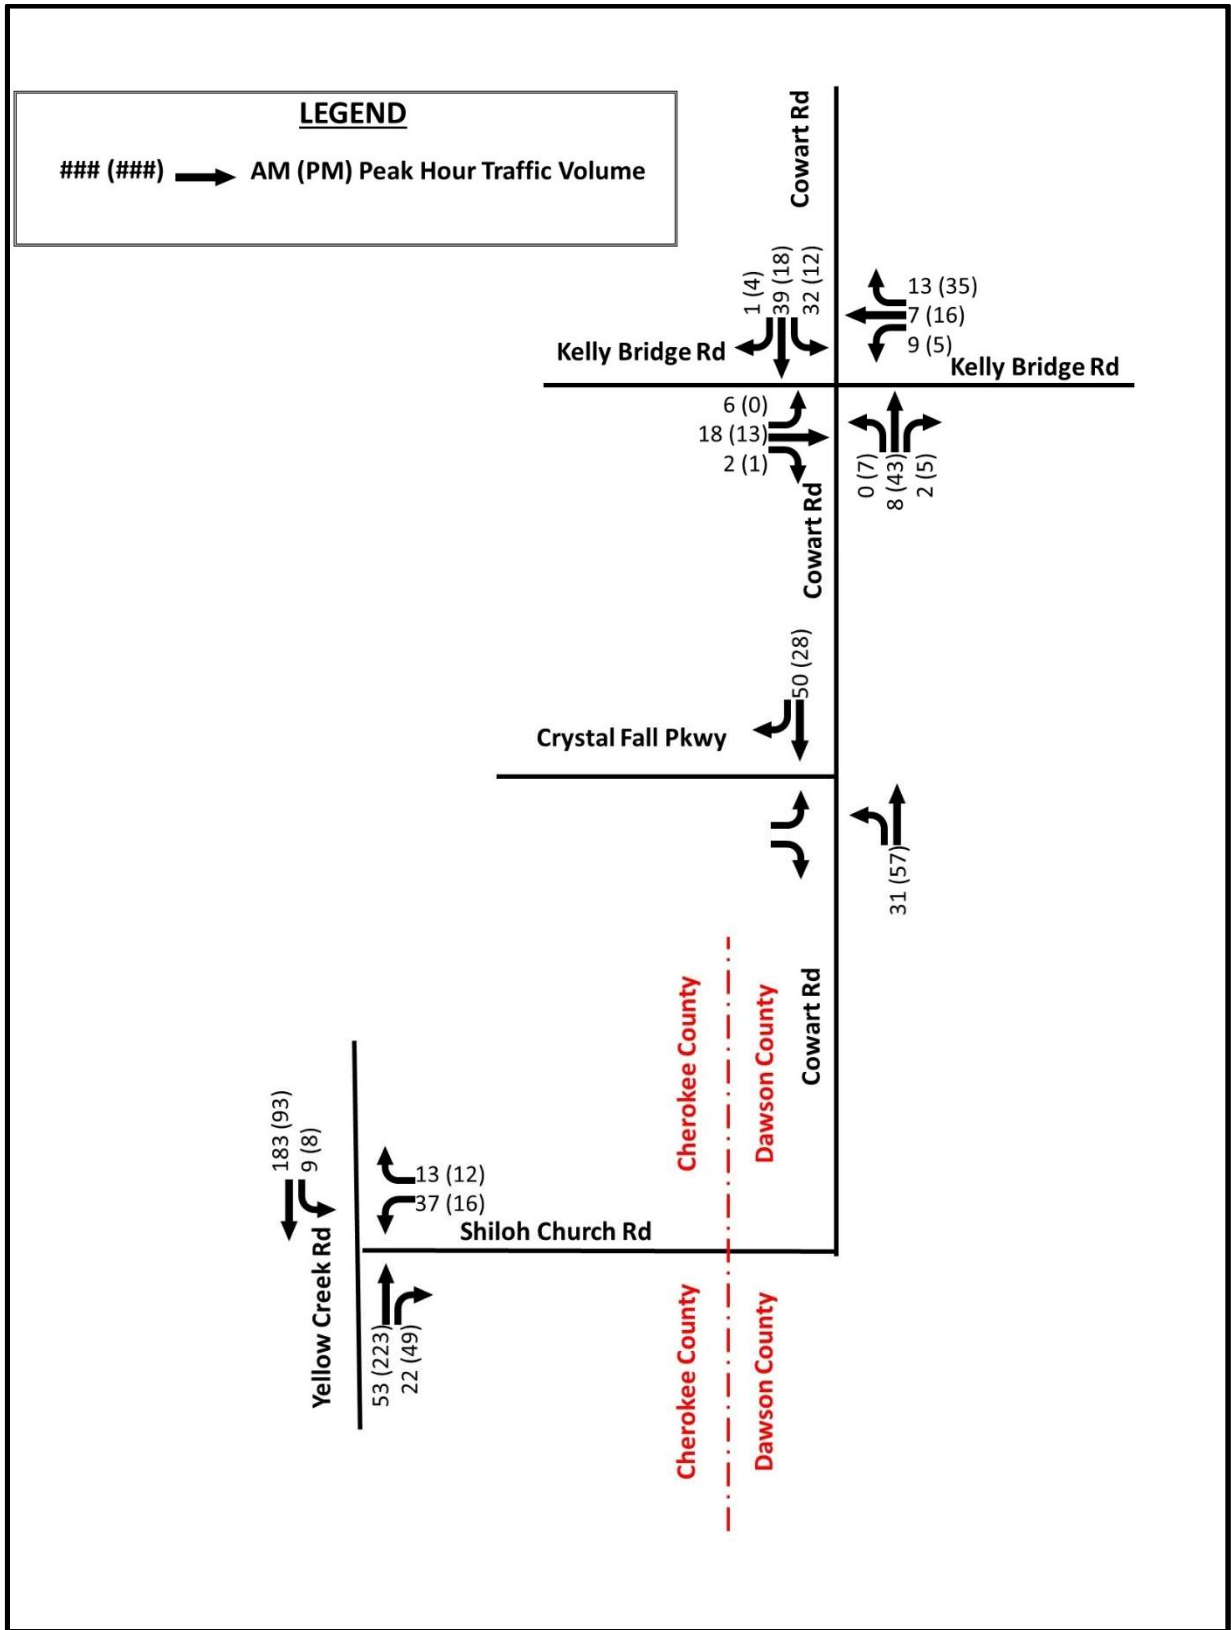 LEGEND
### (###) AM (PM) Peak Hour Traffic Volume
Cowart Rd
1 (4)
39 (18)
32 (12)
13 (35)
7 (16)
9 (5)
Kelly Bridge Rd
Kelly Bridge Rd
6 (0)
18 (13)
2 (1)
0 (7)
8 (43)
2 (5)
Cowart Rd
50 (28)
Crystal Fall Pkwy
31 (57)
Cherokee County
Dawson County
Cowart Rd
183 (93)
9 (8)
13 (12)
37 (16)
Shiloh Church Rd
Yellow Creek Rd
53 (223)
22 (49)
Cherokee County
Dawson County